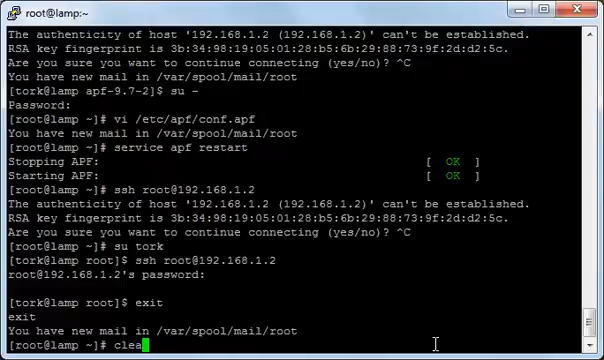 root@lamp:~
The authenticity of host '192.168.1.2 (192.168.1.2)' can't be established.
RSA key fingerprint is 3b:34:98:19:05:01:28:b5:6b:29:88:73:9f:2d:d2:5c.
Are you sure you want to continue connecting (yes/no)? ^C
You have new mail in /var/spool/mail/root
[tork@lamp apf-9.7-2]$ su -
Password:
[root@lamp ~]# vi /etc/apf/conf.apf
You have new mail in /var/spool/mail/root
[root@lamp ~]# service apf restart
Stopping APF: [ OK ]
Starting APF: [ OK ]
[root@lamp ~]# ssh root@192.168.1.2
The authenticity of host '192.168.1.2 (192.168.1.2)' can't be established.
RSA key fingerprint is 3b:34:98:19:05:01:28:b5:6b:29:88:73:9f:2d:d2:5c.
Are you sure you want to continue connecting (yes/no)? ^C
[root@lamp ~]# su tork
[tork@lamp root]$ ssh root@192.168.1.2
root@192.168.1.2's password:
[tork@lamp root]$ exit
exit
You have new mail in /var/spool/mail/root
[root@lamp ~]# clea